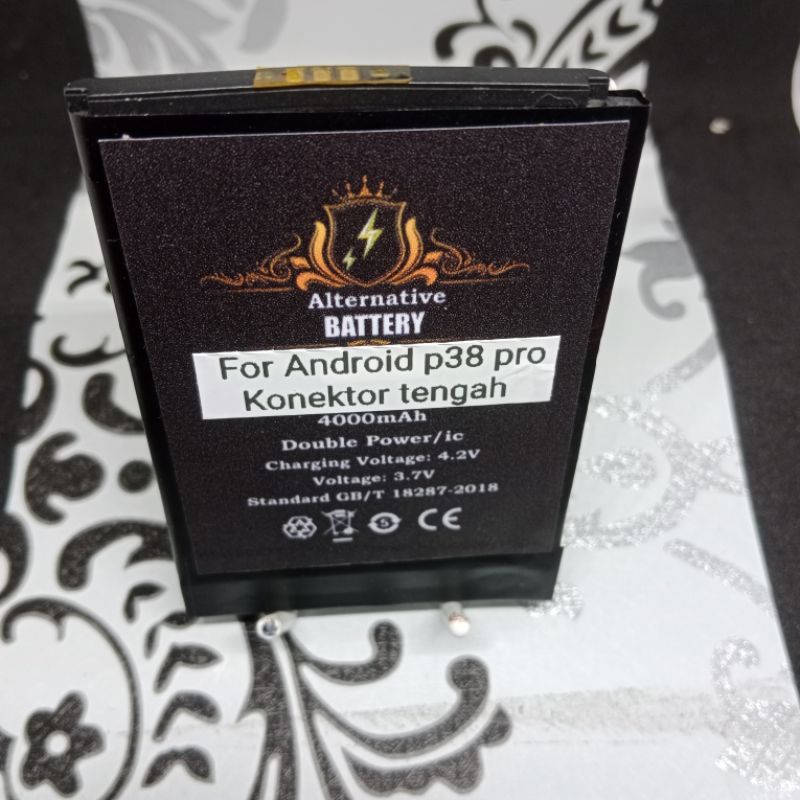 Alternative
BATTERY
For Android p38 pro
Konektor tengah
4000mAh
Double Power/ic
Charging Voltage: 4.2V
Voltage: 3.7V
Standard GB/T 18287-2018
5 CE